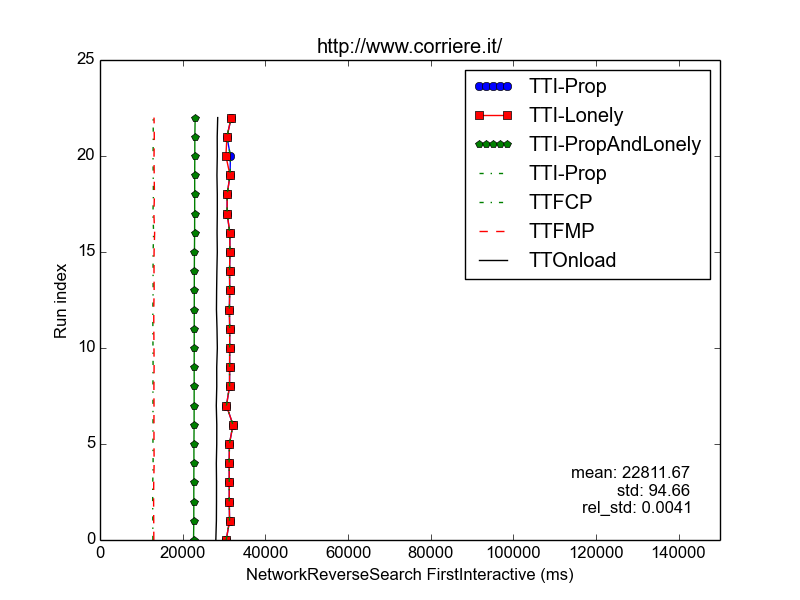 http://www.corriere.it/
25
20
15
10
5
0
Run index
TTI-Prop
TTI-Lonely
TTI-PropAndLonely
TTI-Prop
TTFCP
TTFMP
TTOnload
mean: 22811.67
std: 94.66
rel_std: 0.0041
0 20000 40000 60000 80000 100000 120000 140000
NetworkReverseSearch FirstInteractive (ms)